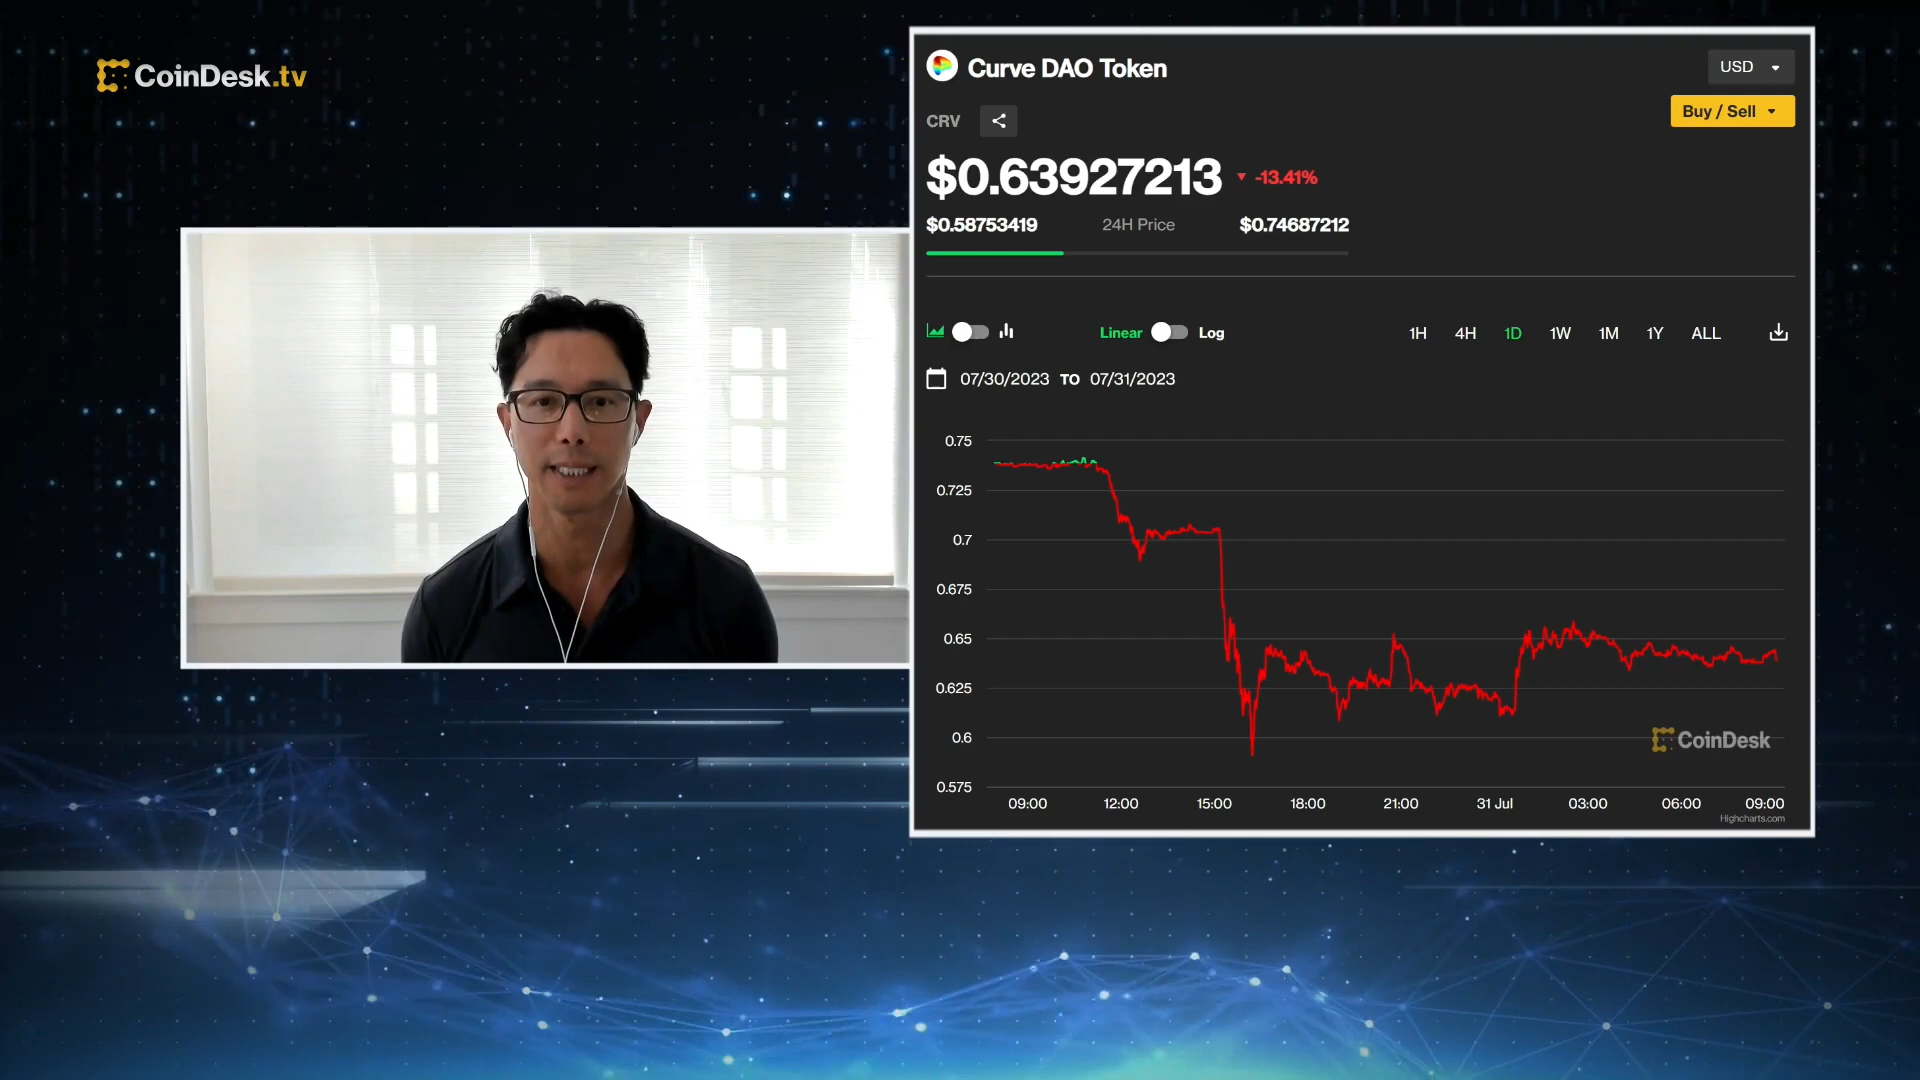 CoinDesk.tv
Curve DAO Token
USD
Buy / Sell
CRV
$0.63927213 -13.41%
$0.58753419 24H Price $0.74687212
Linear Log 1H 4H 1D 1W 1M 1Y ALL
07/30/2023 TO 07/31/2023
0.75
0.725
0.7
0.675
0.65
0.625
0.6
0.575
CoinDesk
09:00 12:00 15:00 18:00 21:00 31 Jul 03:00 06:00 09:00
Highcharts.com